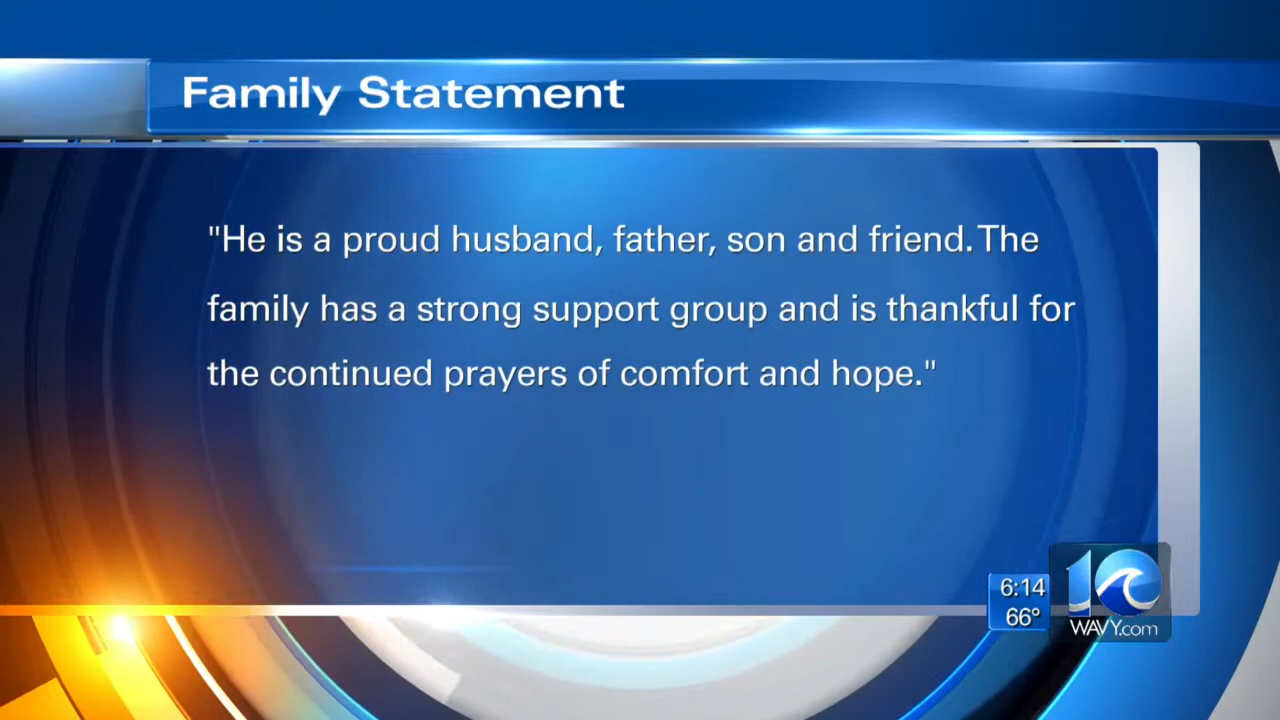 Family Statement
"He is a proud husband, father, son and friend. The
family has a strong support group and is thankful for
the continued prayers of comfort and hope."
6:14
66°
10
WAVY.com